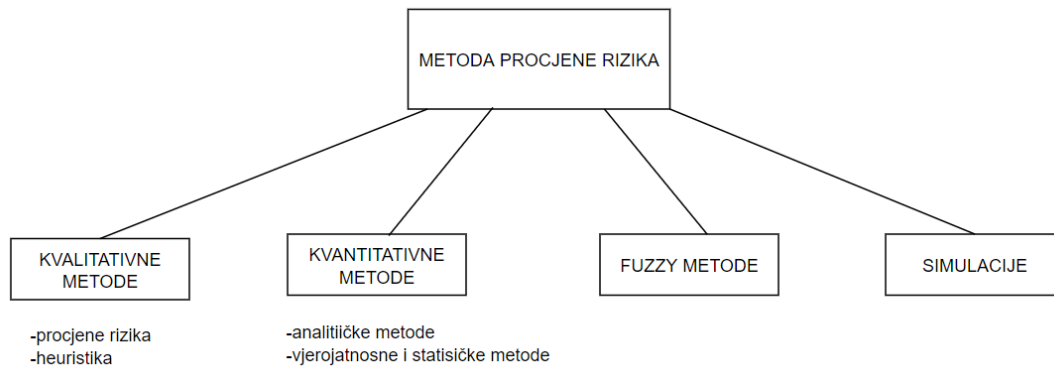 METODA PROCJENE RIZIKA
KVALITATIVNE
METODE
KVANTITATIVNE
METODE
FUZZY METODE
SIMULACIJE
-procjene rizika
-heuristika
-analitiičke metode
-vjerojatnosne i statisičke metode